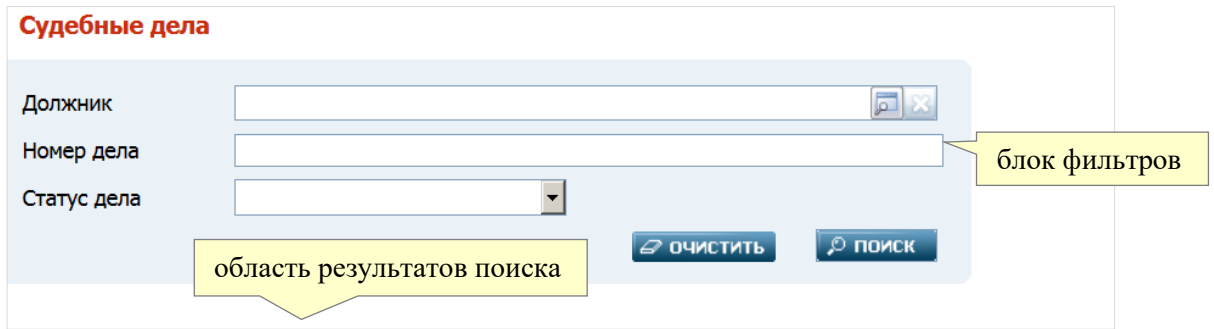 Судебные дела
Должник
Номер дела
блок фильтров
Статус дела
ОЧИСТИТЬ
ПОИСК
область результатов поиска